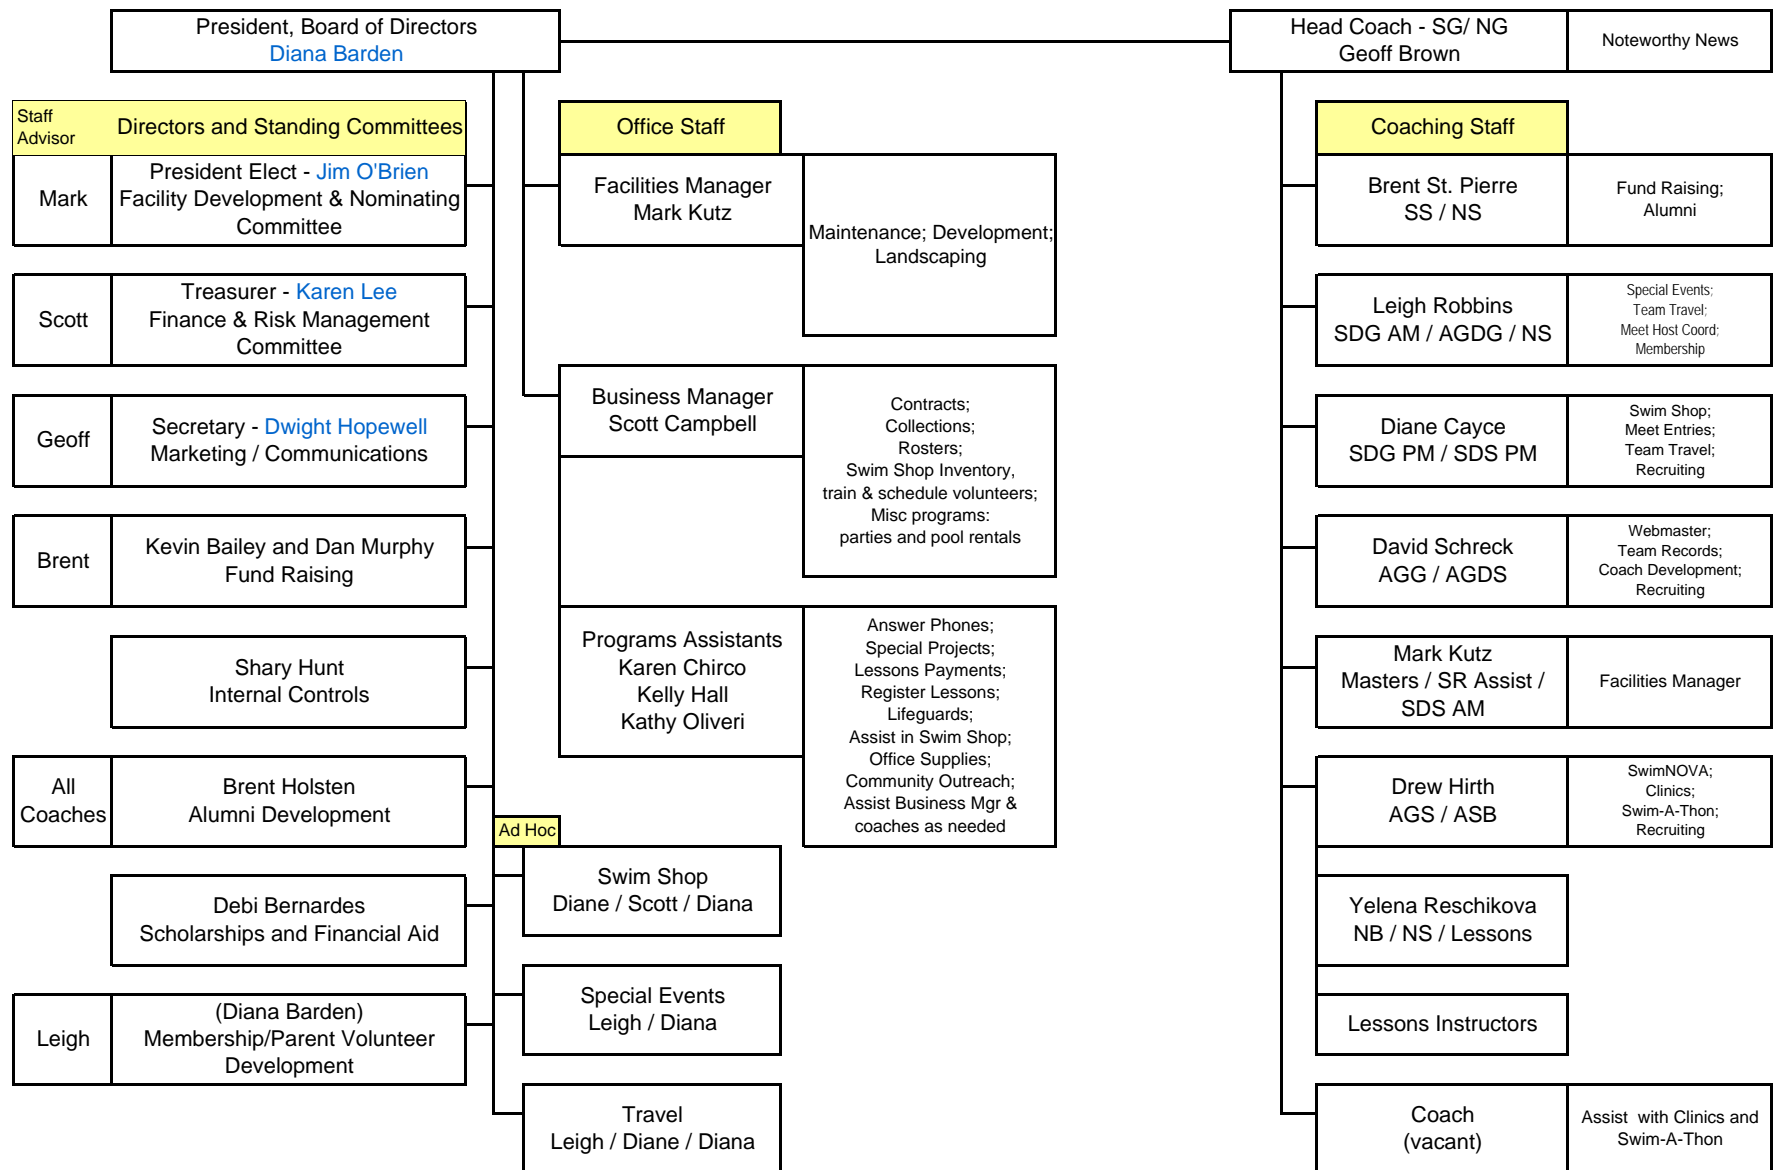 President, Board of Directors
Diana Barden
Head Coach - SG/ NG
Geoff Brown
Noteworthy News
Staff
Advisor
Directors and Standing Committees
Mark
President Elect - Jim O'Brien
Facility Development & Nominating
Committee
Scott
Treasurer - Karen Lee
Finance & Risk Management
Committee
Geoff
Secretary - Dwight Hopewell
Marketing / Communications
Brent
Kevin Bailey and Dan Murphy
Fund Raising
Shary Hunt
Internal Controls
All
Coaches
Brent Holsten
Alumni Development
Debi Bernardes
Scholarships and Financial Aid
Leigh
(Diana Barden)
Membership/Parent Volunteer
Development
Office Staff
Facilities Manager
Mark Kutz
Maintenance; Development;
Landscaping
Business Manager
Scott Campbell
Contracts;
Collections;
Rosters;
Swim Shop Inventory,
train & schedule volunteers;
Misc programs:
parties and pool rentals
Programs Assistants
Karen Chirco
Kelly Hall
Kathy Oliveri
Answer Phones;
Special Projects;
Lessons Payments;
Register Lessons;
Lifeguards;
Assist in Swim Shop;
Office Supplies;
Community Outreach;
Assist Business Mgr &
coaches as needed
Ad Hoc
Swim Shop
Diane / Scott / Diana
Special Events
Leigh / Diana
Travel
Leigh / Diane / Diana
Coaching Staff
Brent St. Pierre
SS / NS
Fund Raising;
Alumni
Leigh Robbins
SDG AM / AGDG / NS
Special Events;
Team Travel;
Meet Host Coord;
Membership
Diane Cayce
SDG PM / SDS PM
Swim Shop;
Meet Entries;
Team Travel;
Recruiting
David Schreck
AGG / AGDS
Webmaster;
Team Records;
Coach Development;
Recruiting
Mark Kutz
Masters / SR Assist /
SDS AM
Facilities Manager
Drew Hirth
AGS / ASB
SwimNOVA;
Clinics;
Swim-A-Thon;
Recruiting
Yelena Reschikova
NB / NS / Lessons
Lessons Instructors
Coach
(vacant)
Assist  with Clinics and
Swim-A-Thon